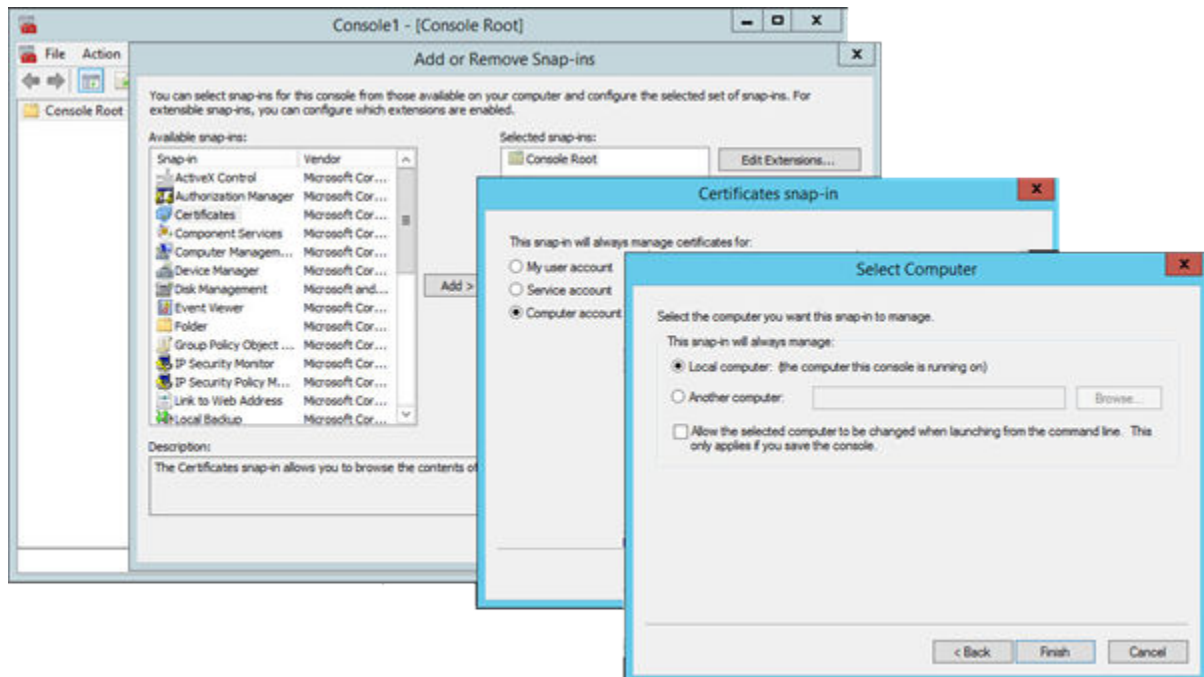 Console1 - [Console Root]
File Action
Console Root
Add or Remove Snap-ins
You can select snap-ins for this console from those available on your computer and configure the selected set of snap-ins. For
extensible snap-ins, you can configure which extensions are enabled.
Available snap-ins:
Snap-in Vendor
ActiveX Control Microsoft Cor...
Authorization Manager Microsoft Cor...
Certificates Microsoft Cor...
Component Services Microsoft Cor...
Computer Managem... Microsoft Cor...
Device Manager Microsoft Cor...
Disk Management Microsoft and...
Event Viewer Microsoft Cor...
Folder Microsoft Cor...
Group Policy Object ... Microsoft Cor...
IP Security Monitor Microsoft Cor...
IP Security Policy M... Microsoft Cor...
Link to Web Address Microsoft Cor...
Local Backup Microsoft Cor...
Add >
Selected snap-ins:
Console Root
Edit Extensions...
Description:
The Certificates snap-in allows you to browse the contents of
Certificates snap-in
This snap-in will always manage certificates for:
My user account
Service account
Computer account
Select Computer
Select the computer you want this snap-in to manage.
This snap-in will always manage:
Local computer: (the computer this console is running on)
Another computer:
Browse...
Allow the selected computer to be changed when launching from the command line. This
only applies if you save the console.
< Back Finish Cancel